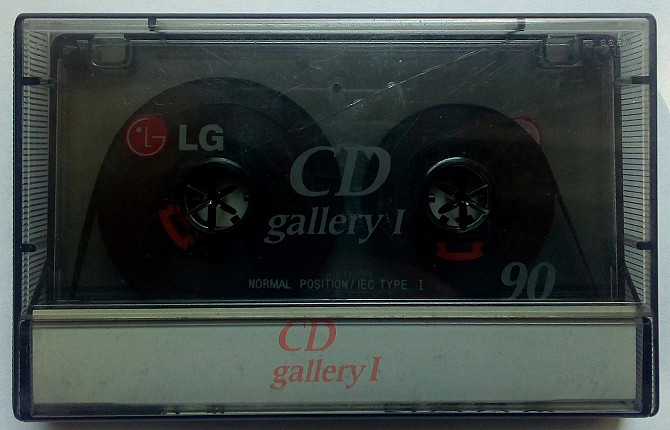 LG
CD
gallery I
NORMAL POSITION/IEC TYPE I
90
CD
gallery I